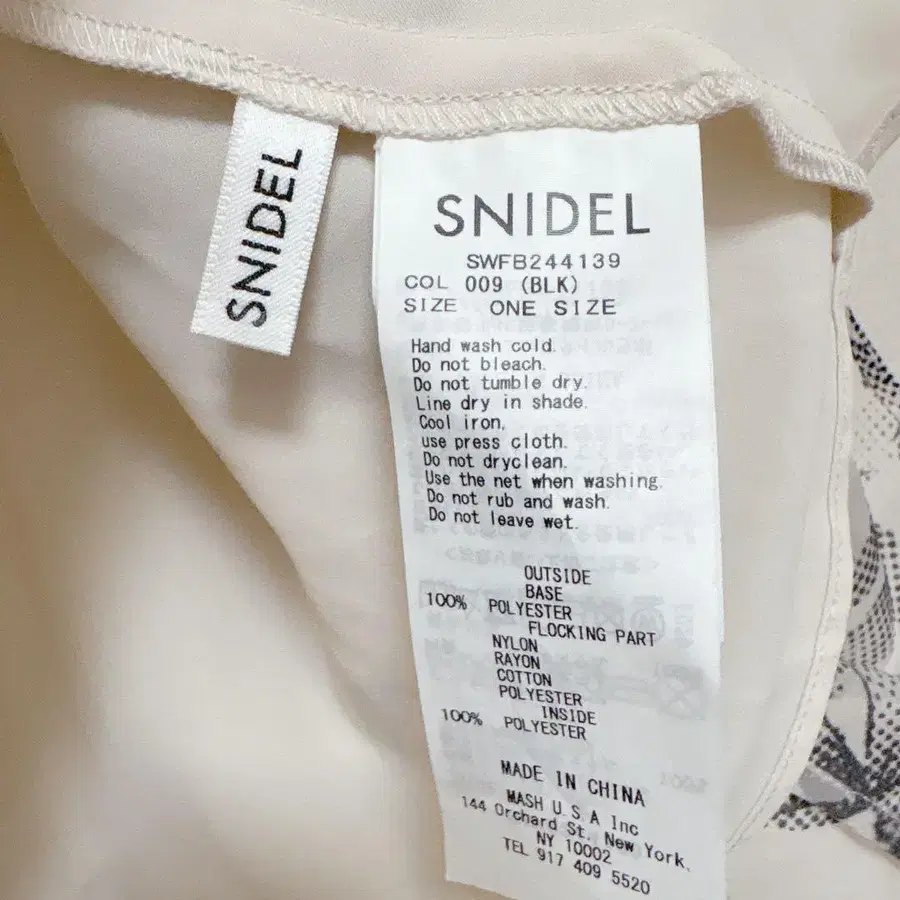 SNIDEL
SNIDEL
SWFB244139
COL 009 (BLK)
SIZE ONE SIZE
Hand wash cold.
Do not bleach.
Do not tumble dry.
Line dry in shade.
Cool iron,
use press cloth.
Do not dryclean.
Use the net when washing.
Do not rub and wash.
Do not leave wet.
OUTSIDE
BASE
100% POLYESTER
FLOCKING PART
NYLON
RAYON
COTTON
POLYESTER
INSIDE
100% POLYESTER
MADE IN CHINA
MASH U.S.A Inc
144 Orchard St. New York,
NY 10002
TEL 917 409 5520